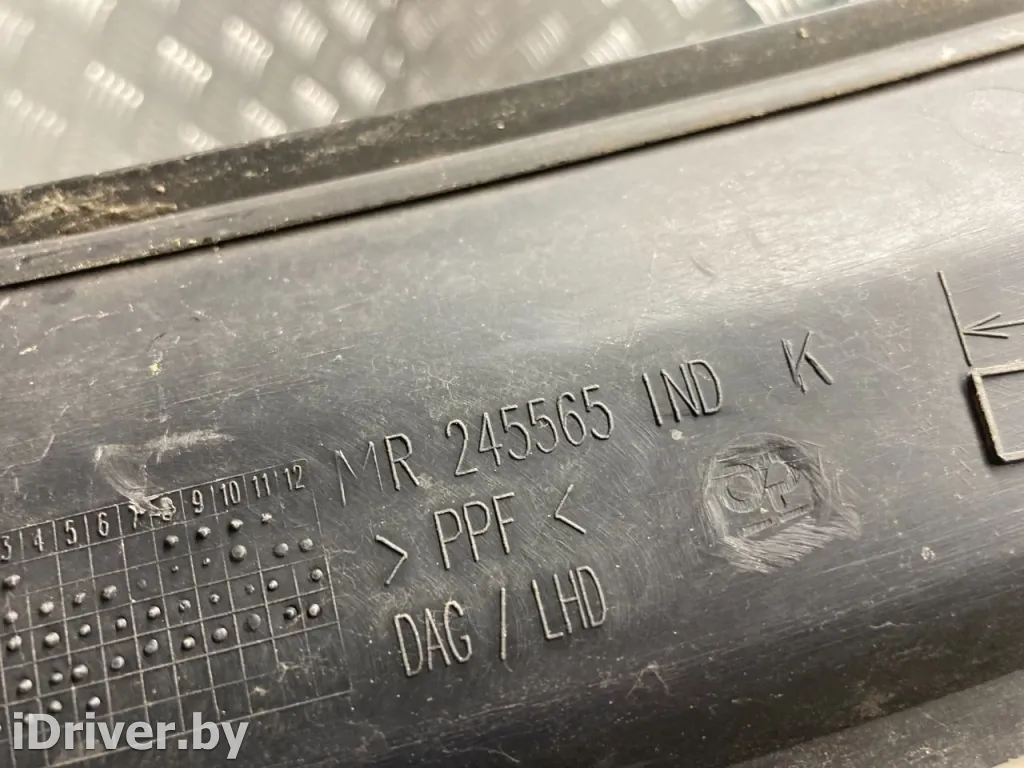 MR 245565 IND K
> PPF <
DAG / LHD
3 4 5 6 7 8 9 10 11 12
iDriver.by